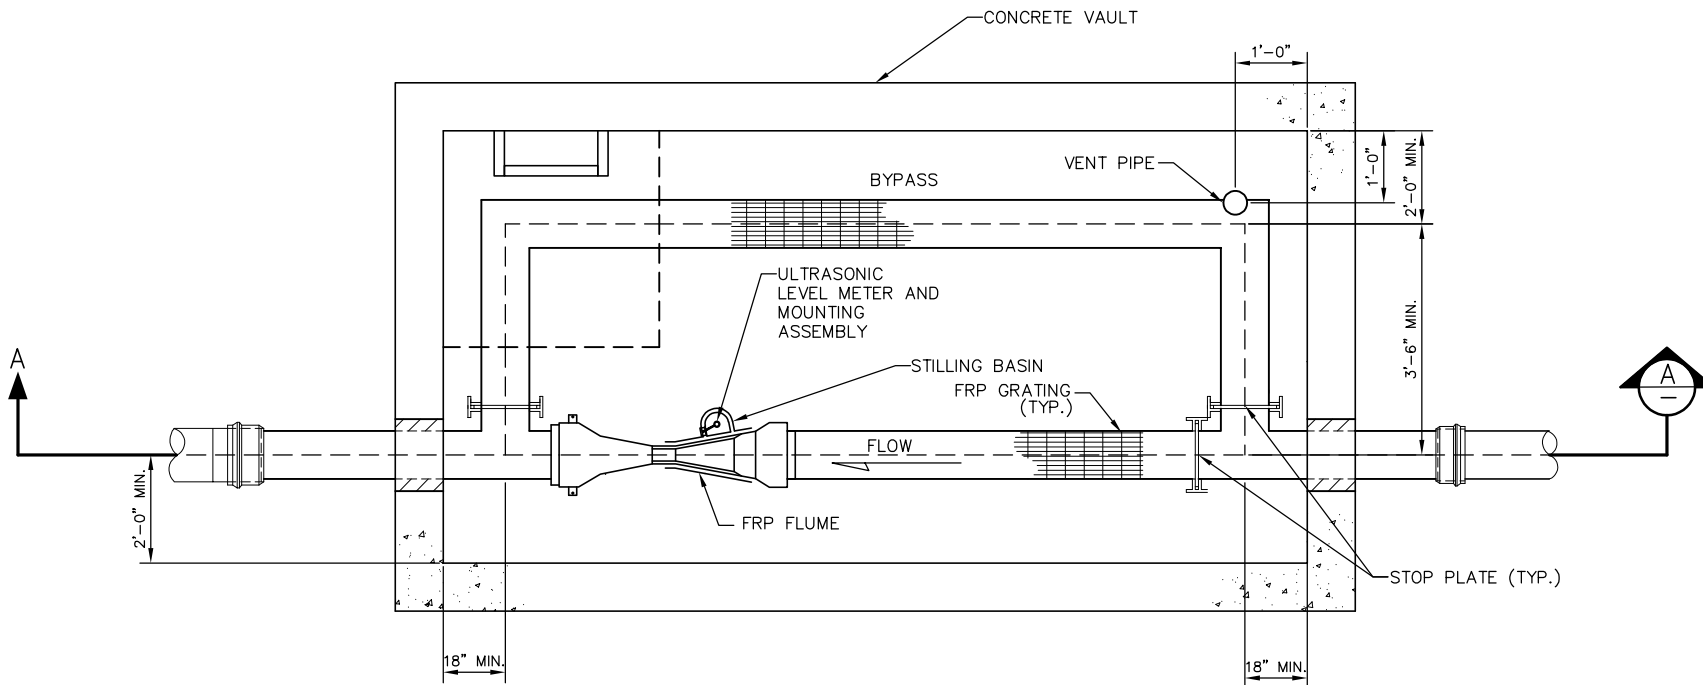 CONCRETE VAULT
1'-0"
VENT PIPE
1'-0"
2'-0" MIN.
BYPASS
ULTRASONIC
LEVEL METER AND
MOUNTING
ASSEMBLY
3'-6" MIN.
A
STILLING BASIN
FRP GRATING
(TYP.)
A
–
FLOW
2'-0" MIN.
FRP FLUME
STOP PLATE (TYP.)
18" MIN.
18" MIN.